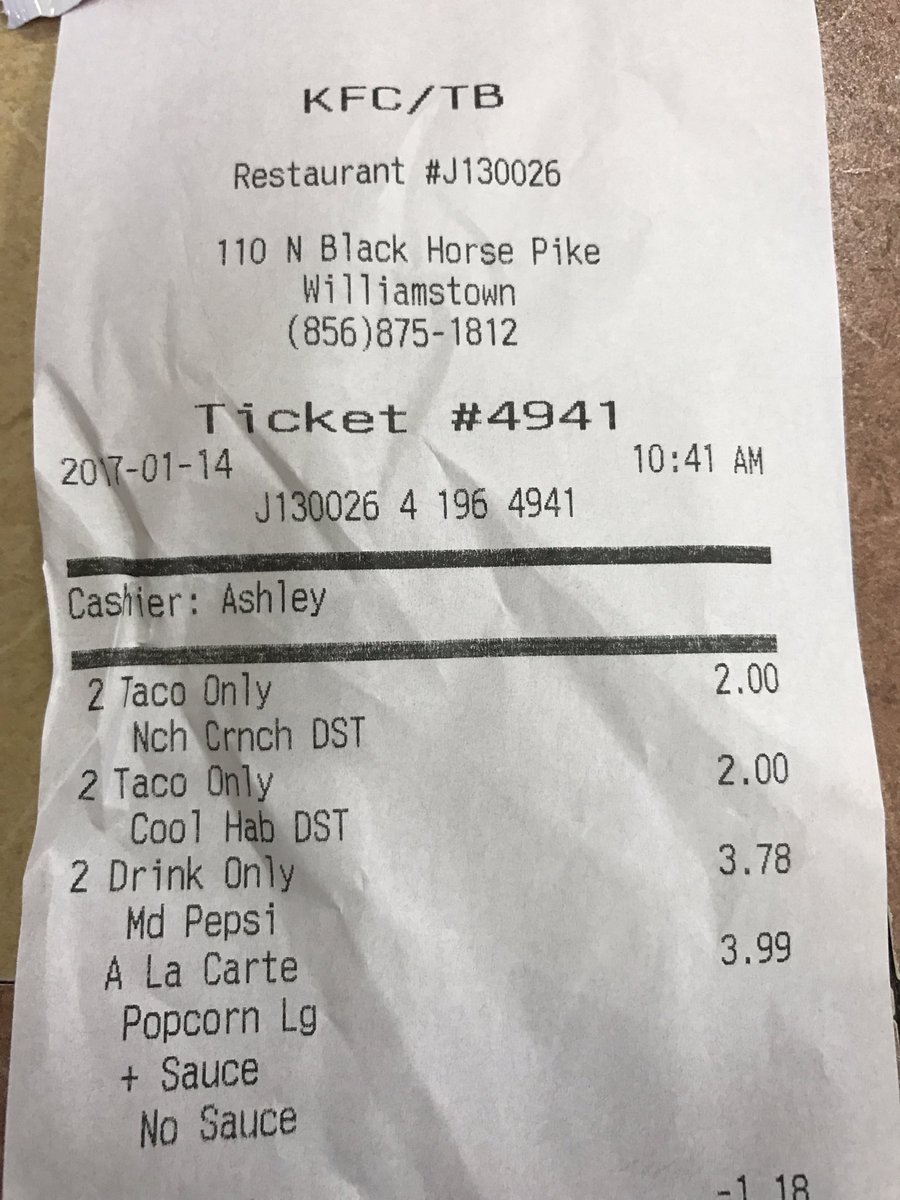 KFC/TB
Restaurant #J130026
110 N Black Horse Pike
Williamstown
(856)875-1812
Ticket #4941
2017-01-14 10:41 AM
J130026 4 196 4941
Cashier: Ashley
2 Taco Only 2.00
Nch Crnch DST
2 Taco Only 2.00
Cool Hab DST
2 Drink Only 3.78
Md Pepsi
A La Carte 3.99
Popcorn Lg
+ Sauce
No Sauce
-1.18